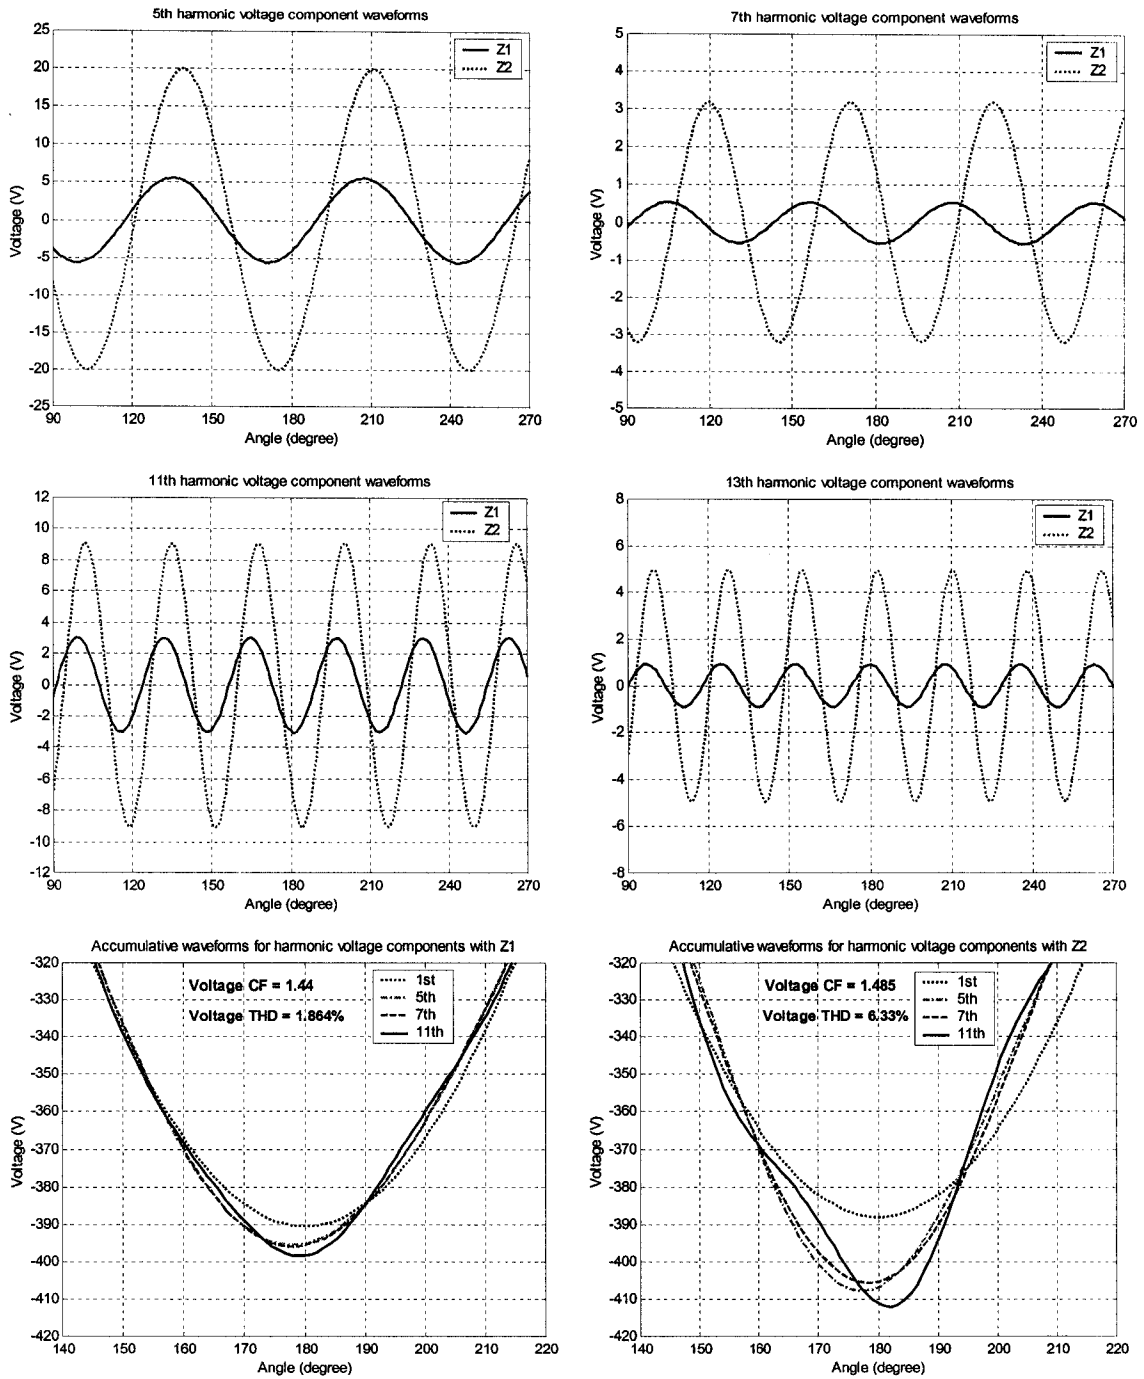 5th harmonic voltage component waveforms
25
20
15
10
5
0
-5
-10
-15
-20
-25
Voltage (V)
90 120 150 180 210 240 270
Angle (degree)
Z1
Z2
7th harmonic voltage component waveforms
5
4
3
2
1
0
-1
-2
-3
-4
-5
Voltage (V)
90 120 150 180 210 240 270
Angle (degree)
Z1
Z2
11th harmonic voltage component waveforms
12
10
8
6
4
2
0
-2
-4
-6
-8
-10
-12
Voltage (V)
90 120 150 180 210 240 270
Angle (degree)
Z1
Z2
13th harmonic voltage component waveforms
8
6
4
2
0
-2
-4
-6
-8
Voltage (V)
90 120 150 180 210 240 270
Angle (degree)
Z1
Z2
Accumulative waveforms for harmonic voltage components with Z1
-320
-330
-340
-350
-360
-370
-380
-390
-400
-410
-420
Voltage (V)
140 150 160 170 180 190 200 210 220
Angle (degree)
Voltage CF = 1.44
Voltage THD = 1.864%
1st
5th
7th
11th
Accumulative waveforms for harmonic voltage components with Z2
-320
-330
-340
-350
-360
-370
-380
-390
-400
-410
-420
Voltage (V)
140 150 160 170 180 190 200 210 220
Angle (degree)
Voltage CF = 1.485
Voltage THD = 6.33%
1st
5th
7th
11th